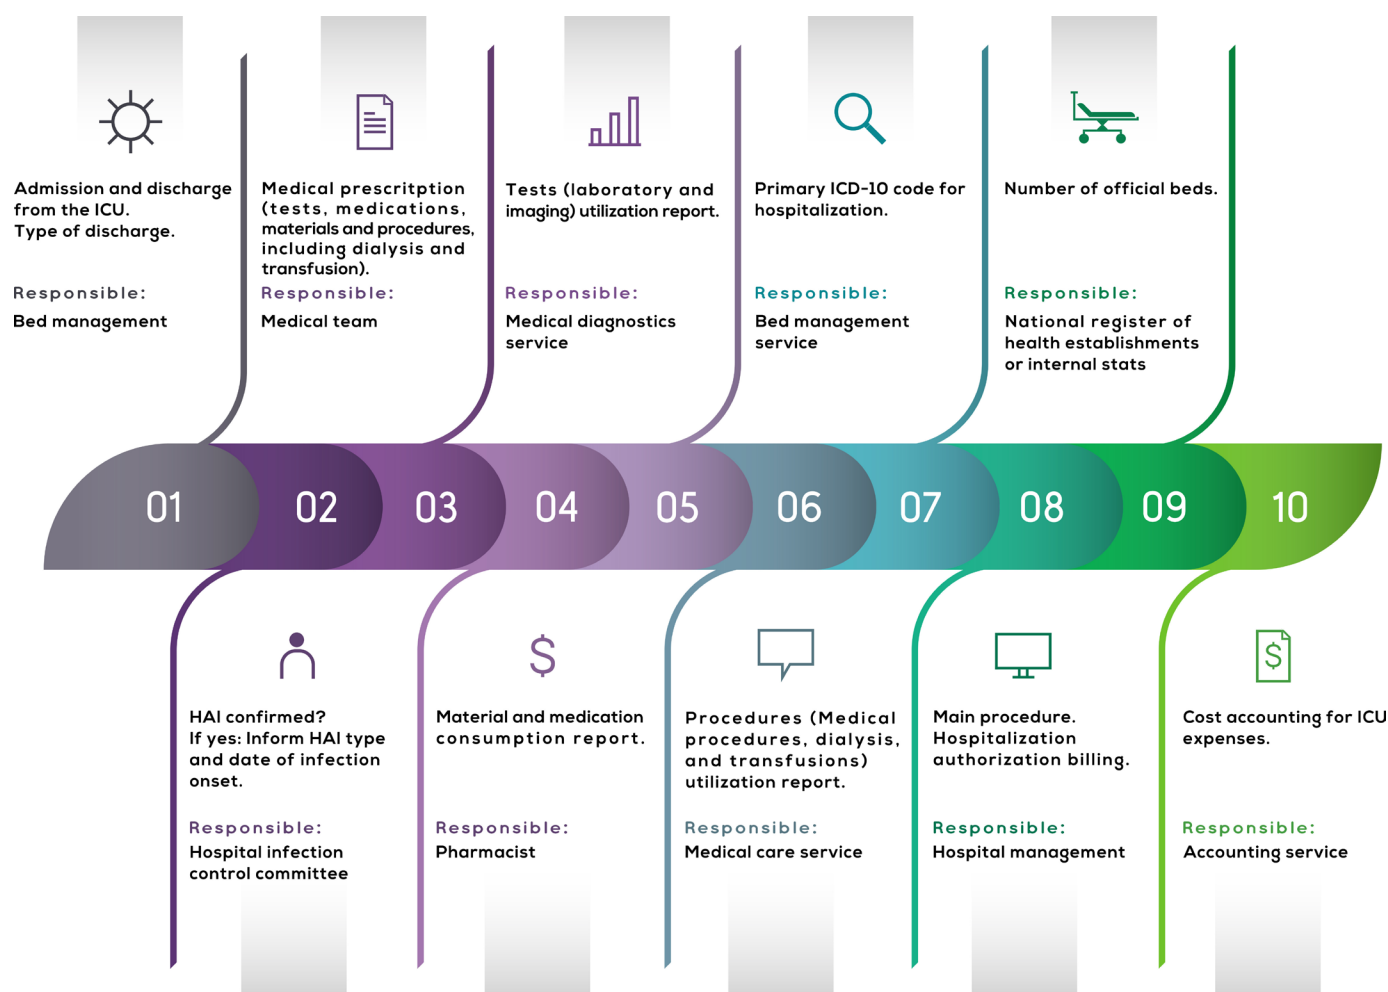 Admission and discharge
from the ICU.
Type of discharge.
Responsible:
Bed management
Medical prescritption
(tests, medications,
materials and procedures,
including dialysis and
transfusion).
Responsible:
Medical team
Tests (laboratory and
imaging) utilization report.
Responsible:
Medical diagnostics
service
Primary ICD-10 code for
hospitalization.
Responsible:
Bed management
service
Number of official beds.
Responsible:
National register of
health establishments
or internal stats
01
02
03
04
05
06
07
08
09
10
HAI confirmed?
If yes: Inform HAI type
and date of infection
onset.
Responsible:
Hospital infection
control committee
$
Material and medication
consumption report.
Responsible:
Pharmacist
Procedures (Medical
procedures, dialysis,
and transfusions)
utilization report.
Responsible:
Medical care service
Main procedure.
Hospitalization
authorization billing.
Responsible:
Hospital management
$
Cost accounting for ICU
expenses.
Responsible:
Accounting service